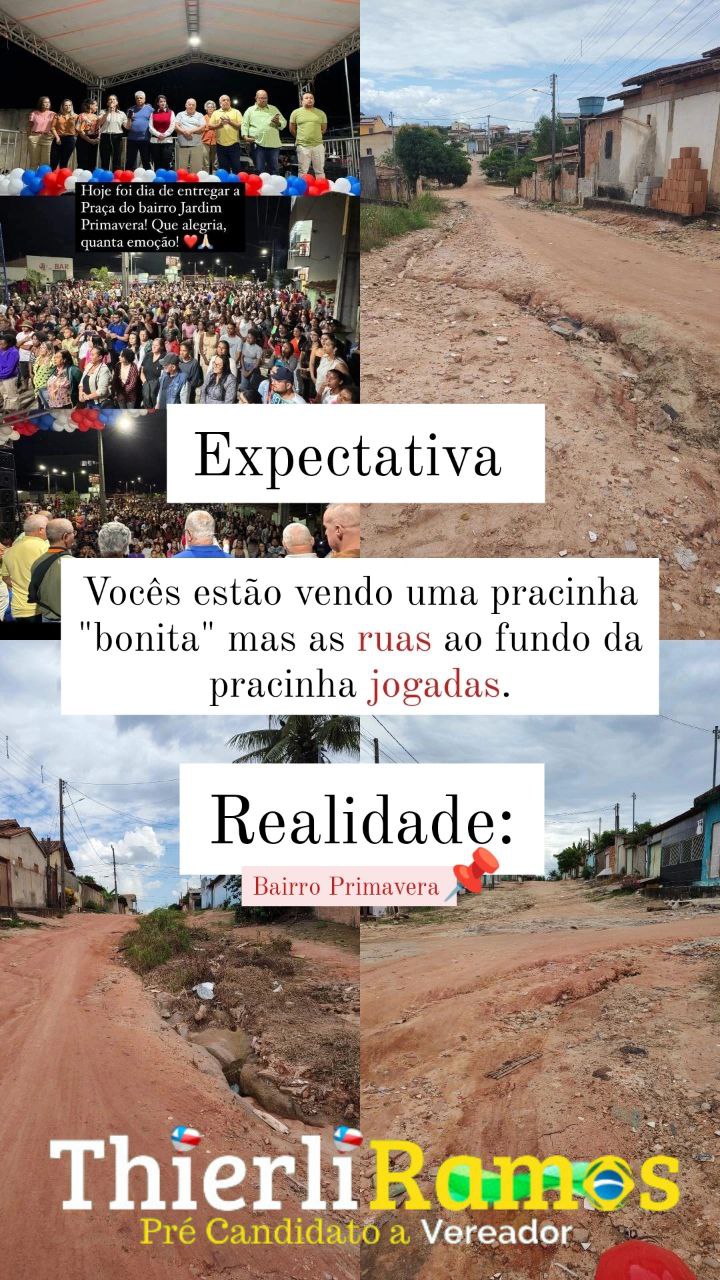 Hoje foi dia de entregar a
Praça do bairro Jardim
Primavera! Que alegria,
quanta emoção! ❤️🙏🏻
BAR
Expectativa
Vocês estão vendo uma pracinha
"bonita" mas as ruas ao fundo da
pracinha jogadas.
Realidade:
Bairro Primavera
Thierli Ramos
Pré Candidato a Vereador